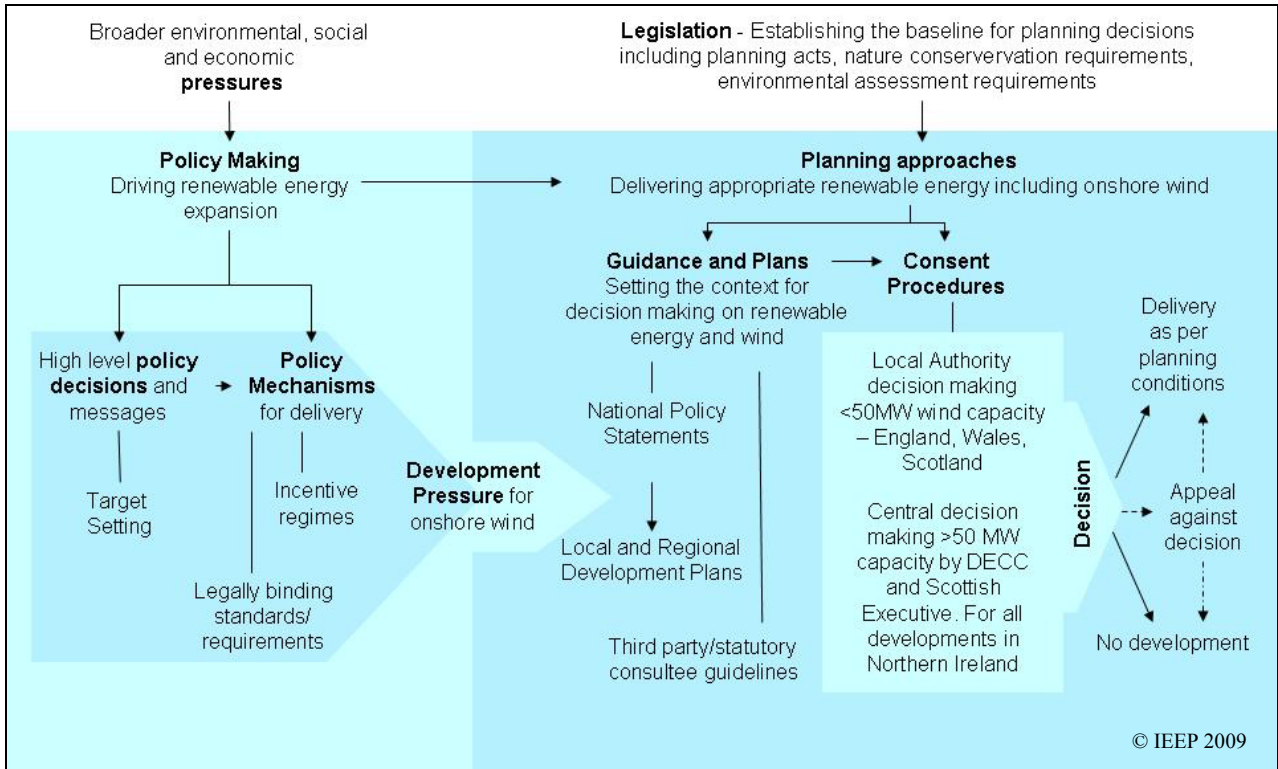 Broader environmental, social
and economic
pressures
Legislation - Establishing the baseline for planning decisions
including planning acts, nature conservervation requirements,
environmental assessment requirements
Policy Making
Driving renewable energy
expansion
Planning approaches
Delivering appropriate renewable energy including onshore wind
High level policy
decisions and
messages
Policy
Mechanisms
for delivery
Target
Setting
Incentive
regimes
Legally binding
standards/
requirements
Development
Pressure for
onshore wind
Guidance and Plans
Setting the context for
decision making on renewable
energy and wind
National Policy
Statements
Local and Regional
Development Plans
Third party/statutory
consultee guidelines
Consent
Procedures
Local Authority
decision making
<50MW wind capacity
– England, Wales,
Scotland
Central decision
making >50 MW
capacity by DECC
and Scottish
Executive. For all
developments in
Northern Ireland
Decision
Delivery
as per
planning
conditions
Appeal
against
decision
No development
© IEEP 2009